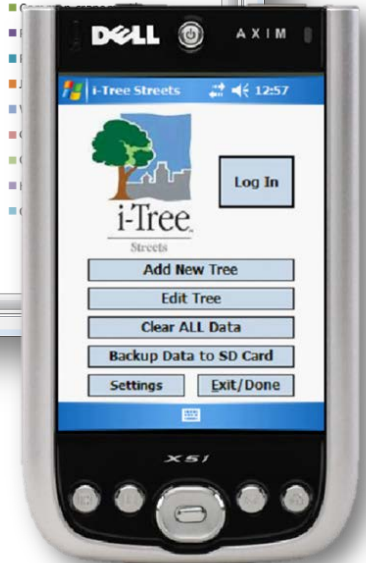 DELL AXIM
i-Tree Streets 12:57
Log In
i-Tree
Streets
Add New Tree
Edit Tree
Clear ALL Data
Backup Data to SD Card
Settings Exit/Done
X51